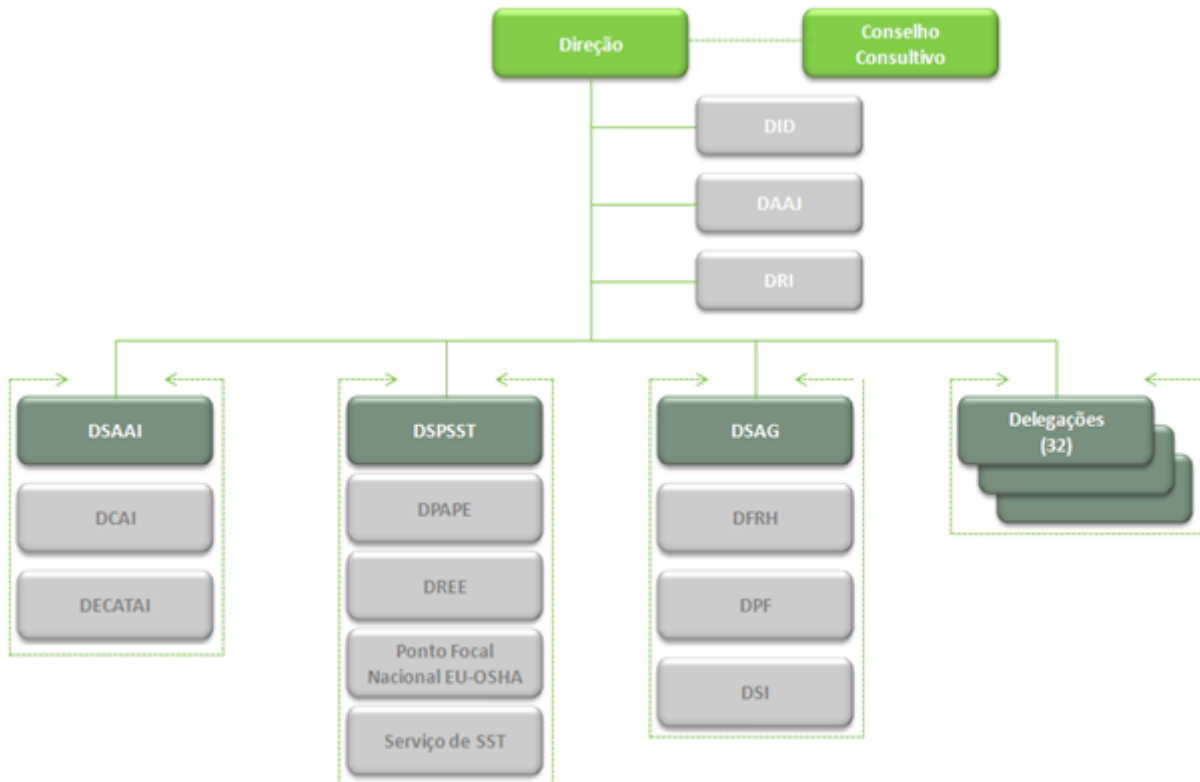 Direção
Conselho
Consultivo
DID
DAAJ
DRI
DSAAI
DCAI
DECATAI
DSPSST
DPAPE
DREE
Ponto Focal
Nacional EU-OSHA
Serviço de SST
DSAG
DFRH
DPF
DSI
Delegações
(32)